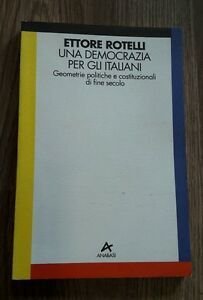 ETTORE ROTELLI
UNA DEMOCRAZIA
PER GLI ITALIANI
Geometrie politiche e costituzionali
di fine secolo
ANABASI